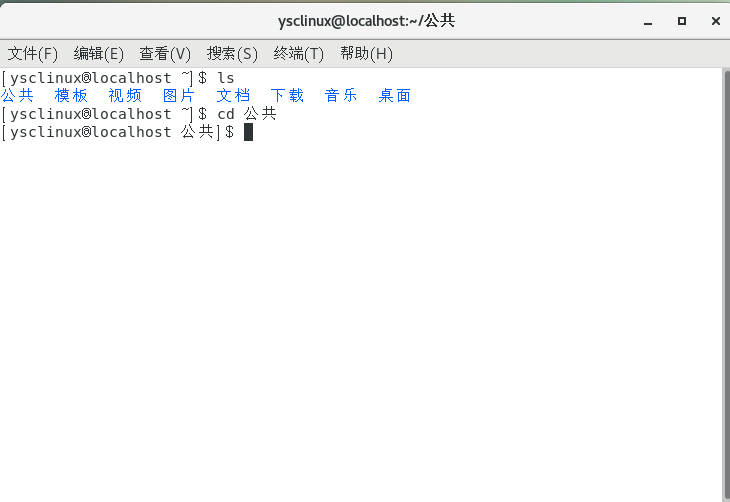 ysclinux@localhost:~/公共
文件(F) 编辑(E) 查看(V) 搜索(S) 终端(T) 帮助(H)
[ysclinux@localhost ~]$ ls
公共 模板 视频 图片 文档 下载 音乐 桌面
[ysclinux@localhost ~]$ cd 公共
[ysclinux@localhost 公共]$